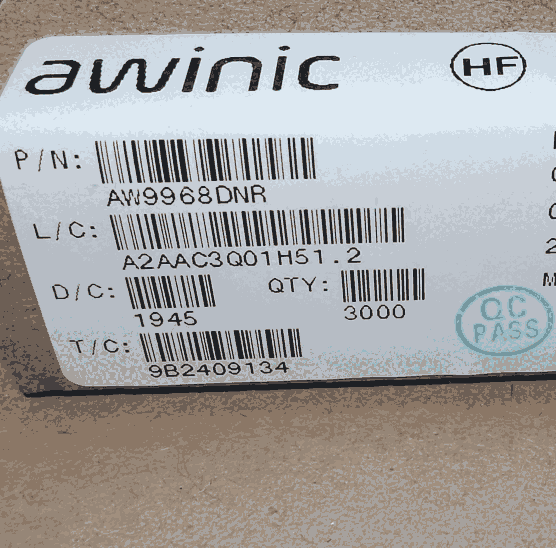 awinic HF
P/N:
AW9968DNR
L/C:
A2AAC3Q01H51.2
D/C: QTY:
1945 3000
T/C:
9B2409134
QC
PASS